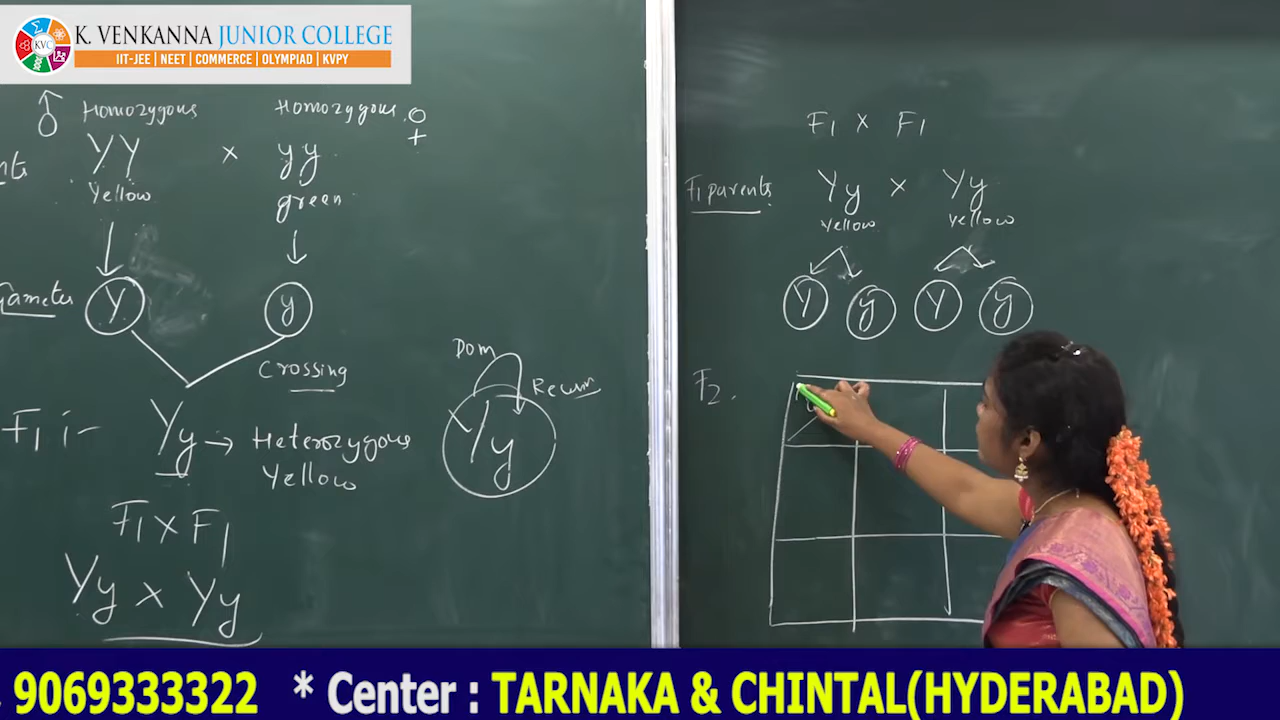 KVC
K. VENKANNA JUNIOR COLLEGE
IIT-JEE | NEET | COMMERCE | OLYMPIAD | KVPY
♂ Homozygous Homozygous ♀
YY × yy
Yellow green
Gametes Y y
Crossing
F1 :- Yy → Heterozygous
Yellow
F1 × F1
Yy × Yy
Dom
Yy
F1 × F1
F1 parents Yy × Yy
Yellow Yellow
Y y Y y
F2.
9069333322 * Center : TARNAKA & CHINTAL(HYDERABAD)